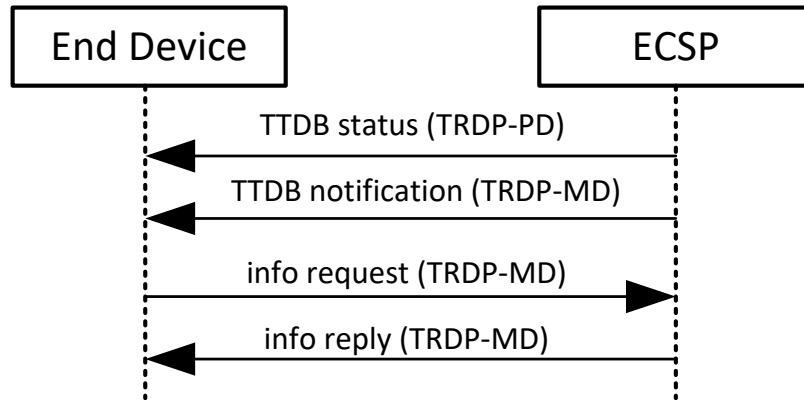 End Device
ECSP
TTDB status (TRDP-PD)
TTDB notification (TRDP-MD)
info request (TRDP-MD)
info reply (TRDP-MD)